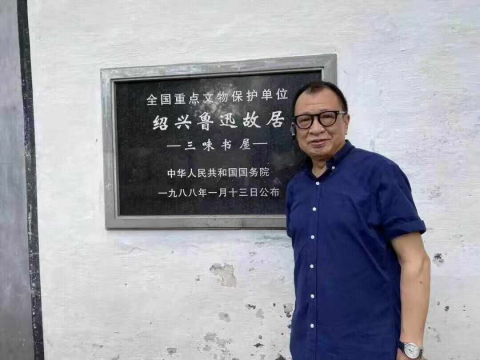 全国重点文物保护单位
绍兴鲁迅故居
—三味书屋—
中华人民共和国国务院
一九八八年一月十三日公布